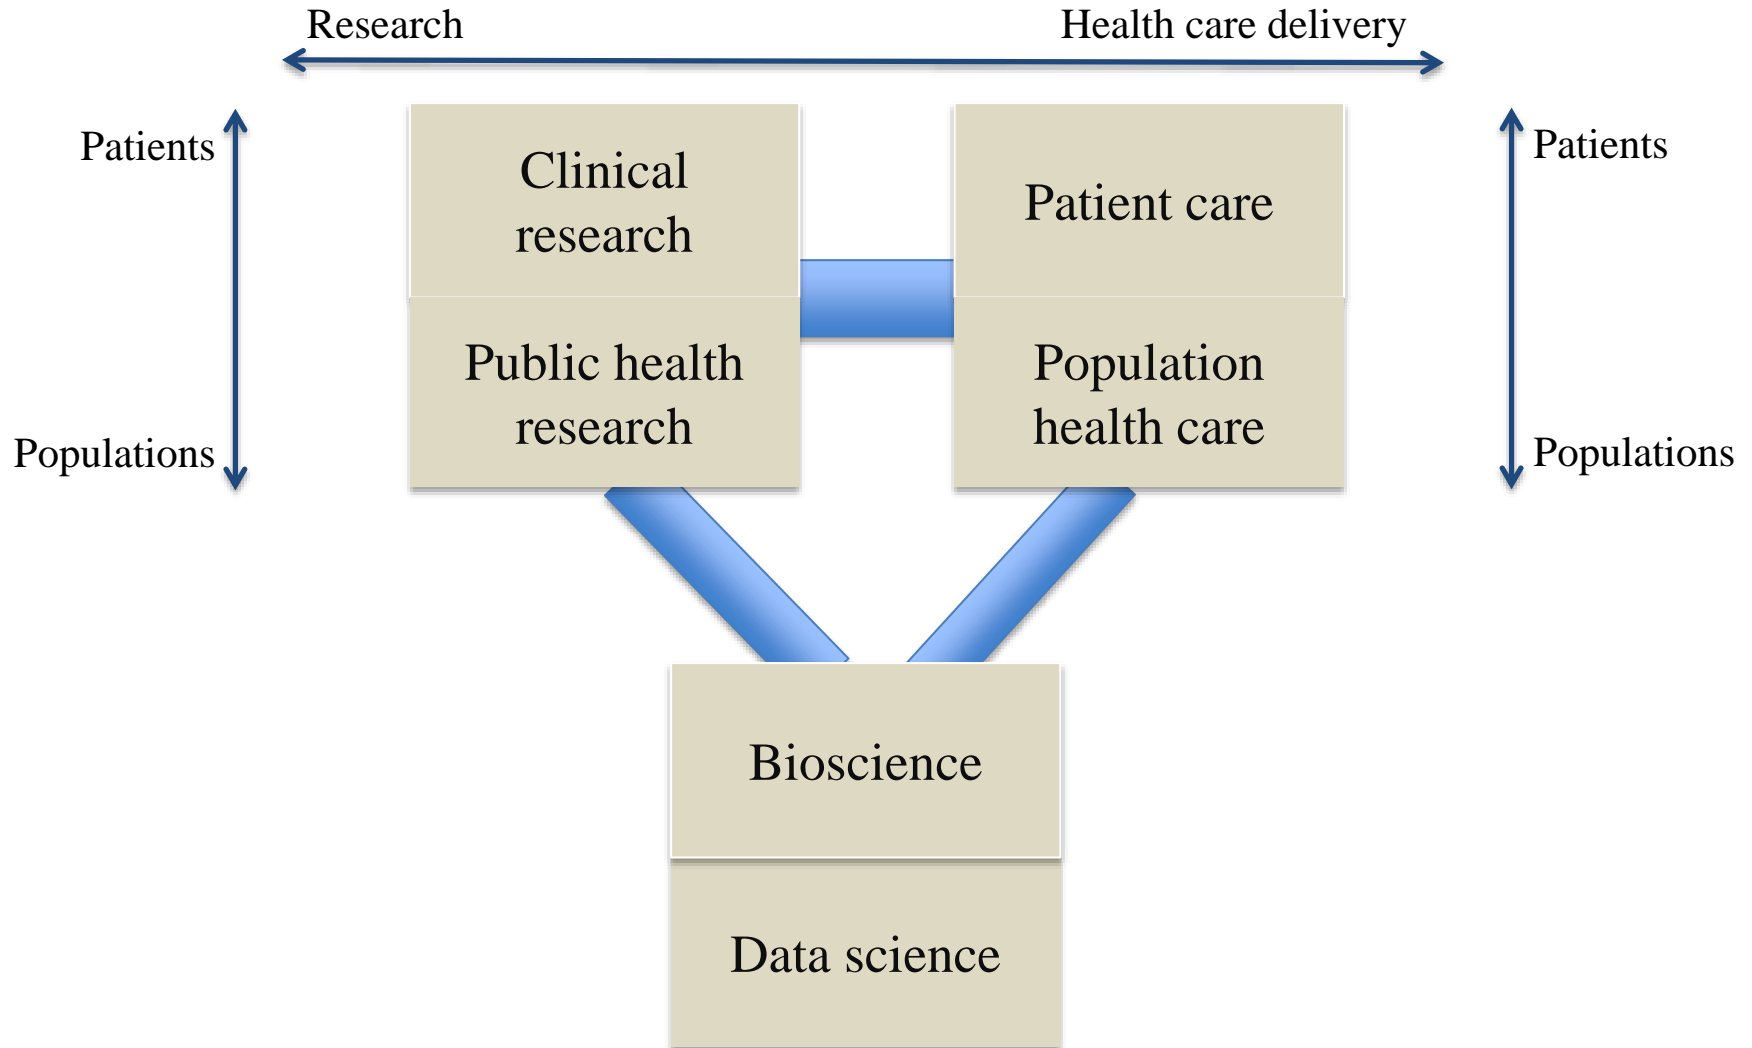 Research
Health care delivery
Patients
Clinical
research
Patient care
Patients
Populations
Public health
research
Population
health care
Populations
Bioscience
Data science